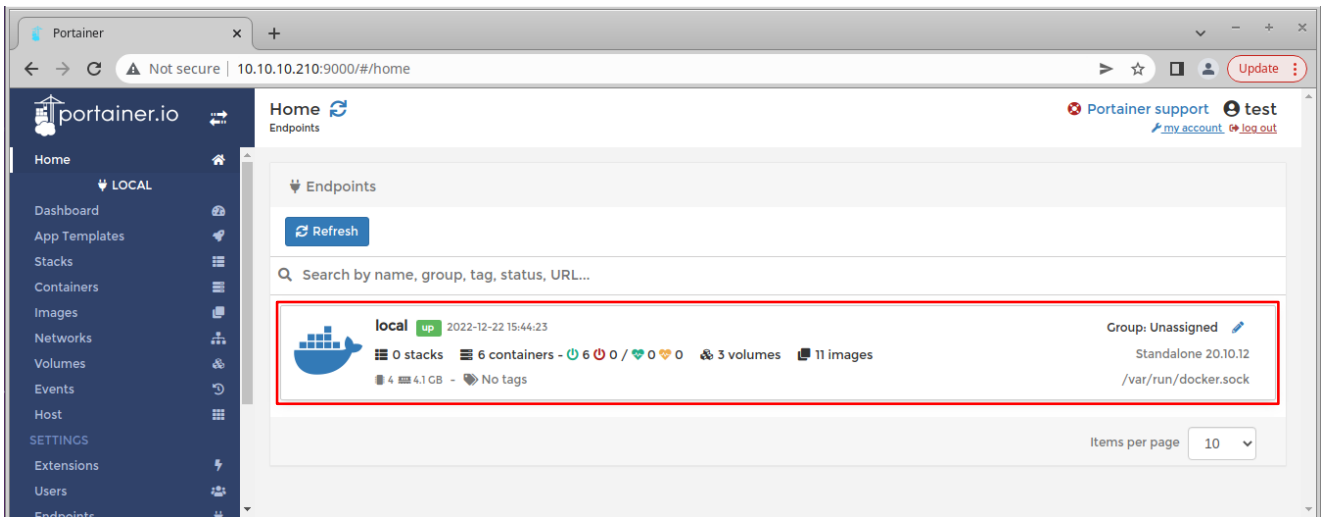 Portainer
Not secure | 10.10.10.210:9000/#/home
Update
portainer.io
Home
LOCAL
Dashboard
App Templates
Stacks
Containers
Images
Networks
Volumes
Events
Host
SETTINGS
Extensions
Users
Endpoints
Home
Endpoints
Portainer support
test
my account
log out
Endpoints
Refresh
Search by name, group, tag, status, URL...
local up 2022-12-22 15:44:23
0 stacks 6 containers - 6 0 / 0 0 3 volumes 11 images
4 4.1 GB - No tags
Group: Unassigned
Standalone 20.10.12
/var/run/docker.sock
Items per page 10